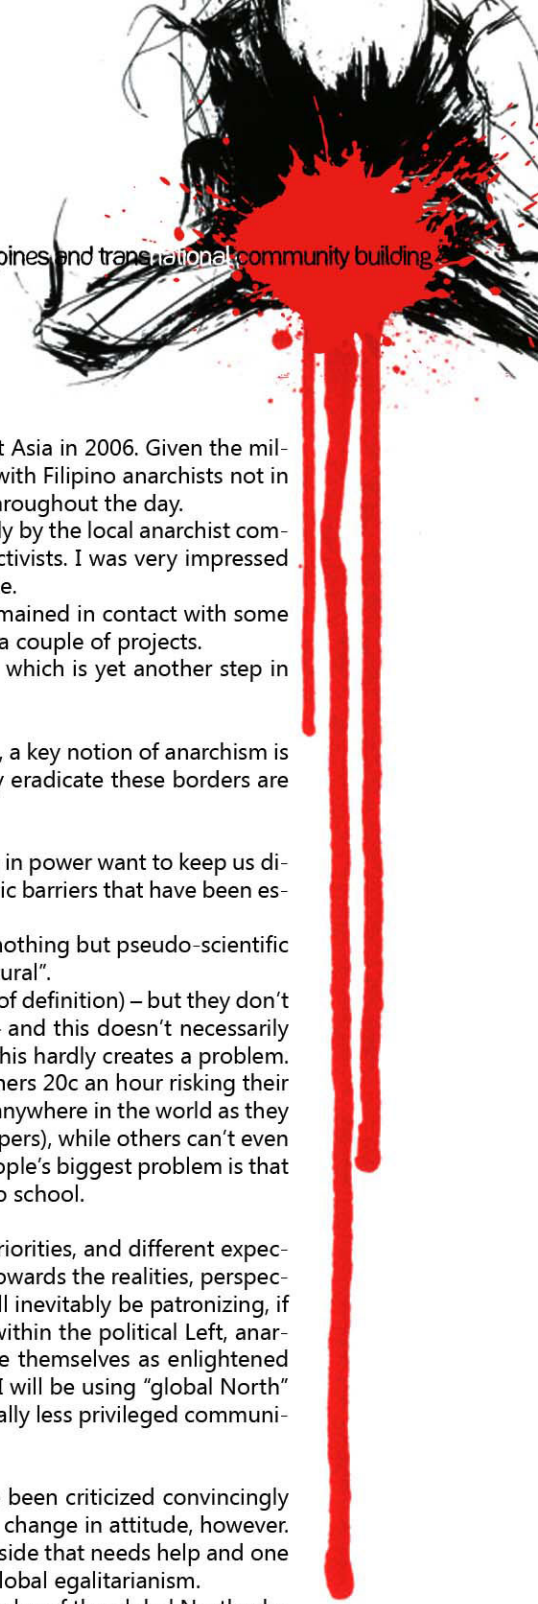 and transnational community building
t Asia in 2006. Given the mil-
with Filipino anarchists not in
throughout the day.
ly by the local anarchist com-
ctivists. I was very impressed
e.
mained in contact with some
a couple of projects.
which is yet another step in
, a key notion of anarchism is
y eradicate these borders are
in power want to keep us di-
ic barriers that have been es-
nothing but pseudo-scientific
ural”.
of definition) – but they don’t
and this doesn’t necessarily
his hardly creates a problem.
hers 20c an hour risking their
anywhere in the world as they
pers), while others can’t even
ople’s biggest problem is that
o school.
riorities, and different expec-
owards the realities, perspec-
ll inevitably be patronizing, if
within the political Left, anar-
e themselves as enlightened
I will be using “global North”
ally less privileged communi-
been criticized convincingly
change in attitude, however.
side that needs help and one
lobal egalitarianism.